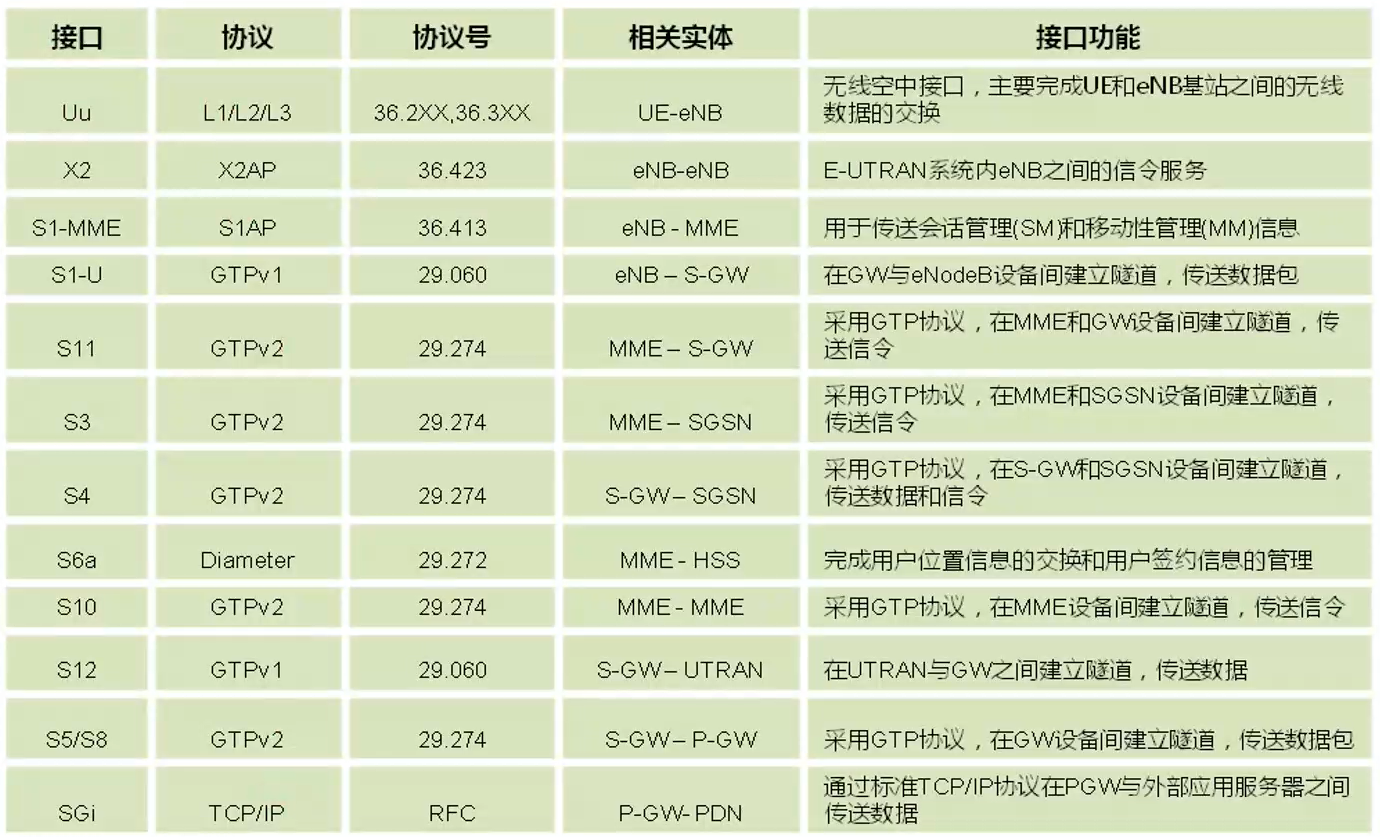 接口 协议 协议号 相关实体 接口功能
Uu L1/L2/L3 36.2XX,36.3XX UE-eNB 无线空中接口，主要完成UE和eNB基站之间的无线
数据的交换
X2 X2AP 36.423 eNB-eNB E-UTRAN系统内eNB之间的信令服务
S1-MME S1AP 36.413 eNB - MME 用于传送会话管理(SM)和移动性管理(MM)信息
S1-U GTPv1 29.060 eNB – S-GW 在GW与eNodeB设备间建立隧道，传送数据包
S11 GTPv2 29.274 MME – S-GW 采用GTP协议，在MME和GW设备间建立隧道，传
送信令
S3 GTPv2 29.274 MME – SGSN 采用GTP协议，在MME和SGSN设备间建立隧道，
传送信令
S4 GTPv2 29.274 S-GW – SGSN 采用GTP协议，在S-GW和SGSN设备间建立隧道，
传送数据和信令
S6a Diameter 29.272 MME - HSS 完成用户位置信息的交换和用户签约信息的管理
S10 GTPv2 29.274 MME - MME 采用GTP协议，在MME设备间建立隧道，传送信令
S12 GTPv1 29.060 S-GW – UTRAN 在UTRAN与GW之间建立隧道，传送数据
S5/S8 GTPv2 29.274 S-GW – P-GW 采用GTP协议，在GW设备间建立隧道，传送数据包
SGi TCP/IP RFC P-GW- PDN 通过标准TCP/IP协议在PGW与外部应用服务器之间
传送数据